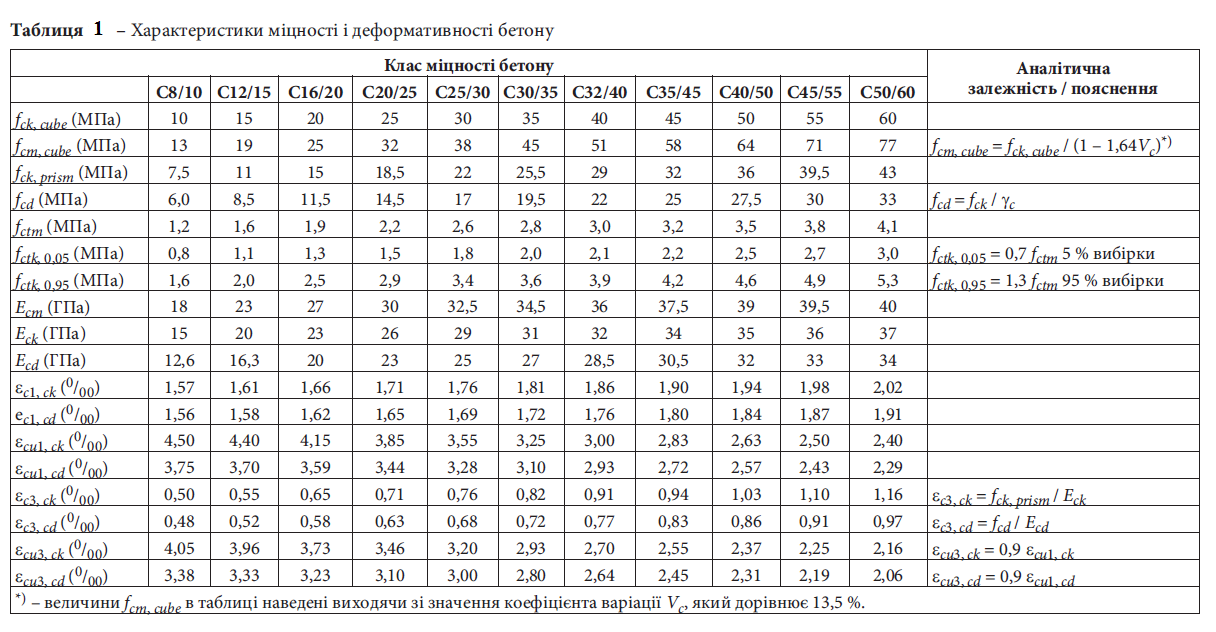 Таблиця 1 – Характеристики міцності і деформативності бетону
Клас міцності бетону Аналітична залежність / пояснення
C8/10 C12/15 C16/20 C20/25 C25/30 C30/35 C32/40 C35/45 C40/50 C45/55 C50/60
fck, cube (МПа) 10 15 20 25 30 35 40 45 50 55 60
fcm, cube (МПа) 13 19 25 32 38 45 51 58 64 71 77 fcm, cube = fck, cube / (1 – 1,64Vc)*)
fck, prism (МПа) 7,5 11 15 18,5 22 25,5 29 32 36 39,5 43
fcd (МПа) 6,0 8,5 11,5 14,5 17 19,5 22 25 27,5 30 33 fcd = fck / γc
fctm (МПа) 1,2 1,6 1,9 2,2 2,6 2,8 3,0 3,2 3,5 3,8 4,1
fctk, 0,05 (МПа) 0,8 1,1 1,3 1,5 1,8 2,0 2,1 2,2 2,5 2,7 3,0 fctk, 0,05 = 0,7 fctm 5 % вибірки
fctk, 0,95 (МПа) 1,6 2,0 2,5 2,9 3,4 3,6 3,9 4,2 4,6 4,9 5,3 fctk, 0,95 = 1,3 fctm 95 % вибірки
Ecm (ГПа) 18 23 27 30 32,5 34,5 36 37,5 39 39,5 40
Eck (ГПа) 15 20 23 26 29 31 32 34 35 36 37
Ecd (ГПа) 12,6 16,3 20 23 25 27 28,5 30,5 32 33 34
εc1, ck (0/00) 1,57 1,61 1,66 1,71 1,76 1,81 1,86 1,90 1,94 1,98 2,02
ec1, cd (0/00) 1,56 1,58 1,62 1,65 1,69 1,72 1,76 1,80 1,84 1,87 1,91
εcu1, ck (0/00) 4,50 4,40 4,15 3,85 3,55 3,25 3,00 2,83 2,63 2,50 2,40
εcu1, cd (0/00) 3,75 3,70 3,59 3,44 3,28 3,10 2,93 2,72 2,57 2,43 2,29
εc3, ck (0/00) 0,50 0,55 0,65 0,71 0,76 0,82 0,91 0,94 1,03 1,10 1,16 εc3, ck = fck, prism / Eck
εc3, cd (0/00) 0,48 0,52 0,58 0,63 0,68 0,72 0,77 0,83 0,86 0,91 0,97 εc3, cd = fcd / Ecd
εcu3, ck (0/00) 4,05 3,96 3,73 3,46 3,20 2,93 2,70 2,55 2,37 2,25 2,16 εcu3, ck = 0,9 εcu1, ck
εcu3, cd (0/00) 3,38 3,33 3,23 3,10 3,00 2,80 2,64 2,45 2,31 2,19 2,06 εcu3, cd = 0,9 εcu1, cd
*) – величини fcm, cube в таблиці наведені виходячи зі значення коефіцієнта варіації Vc, який дорівнює 13,5 %.